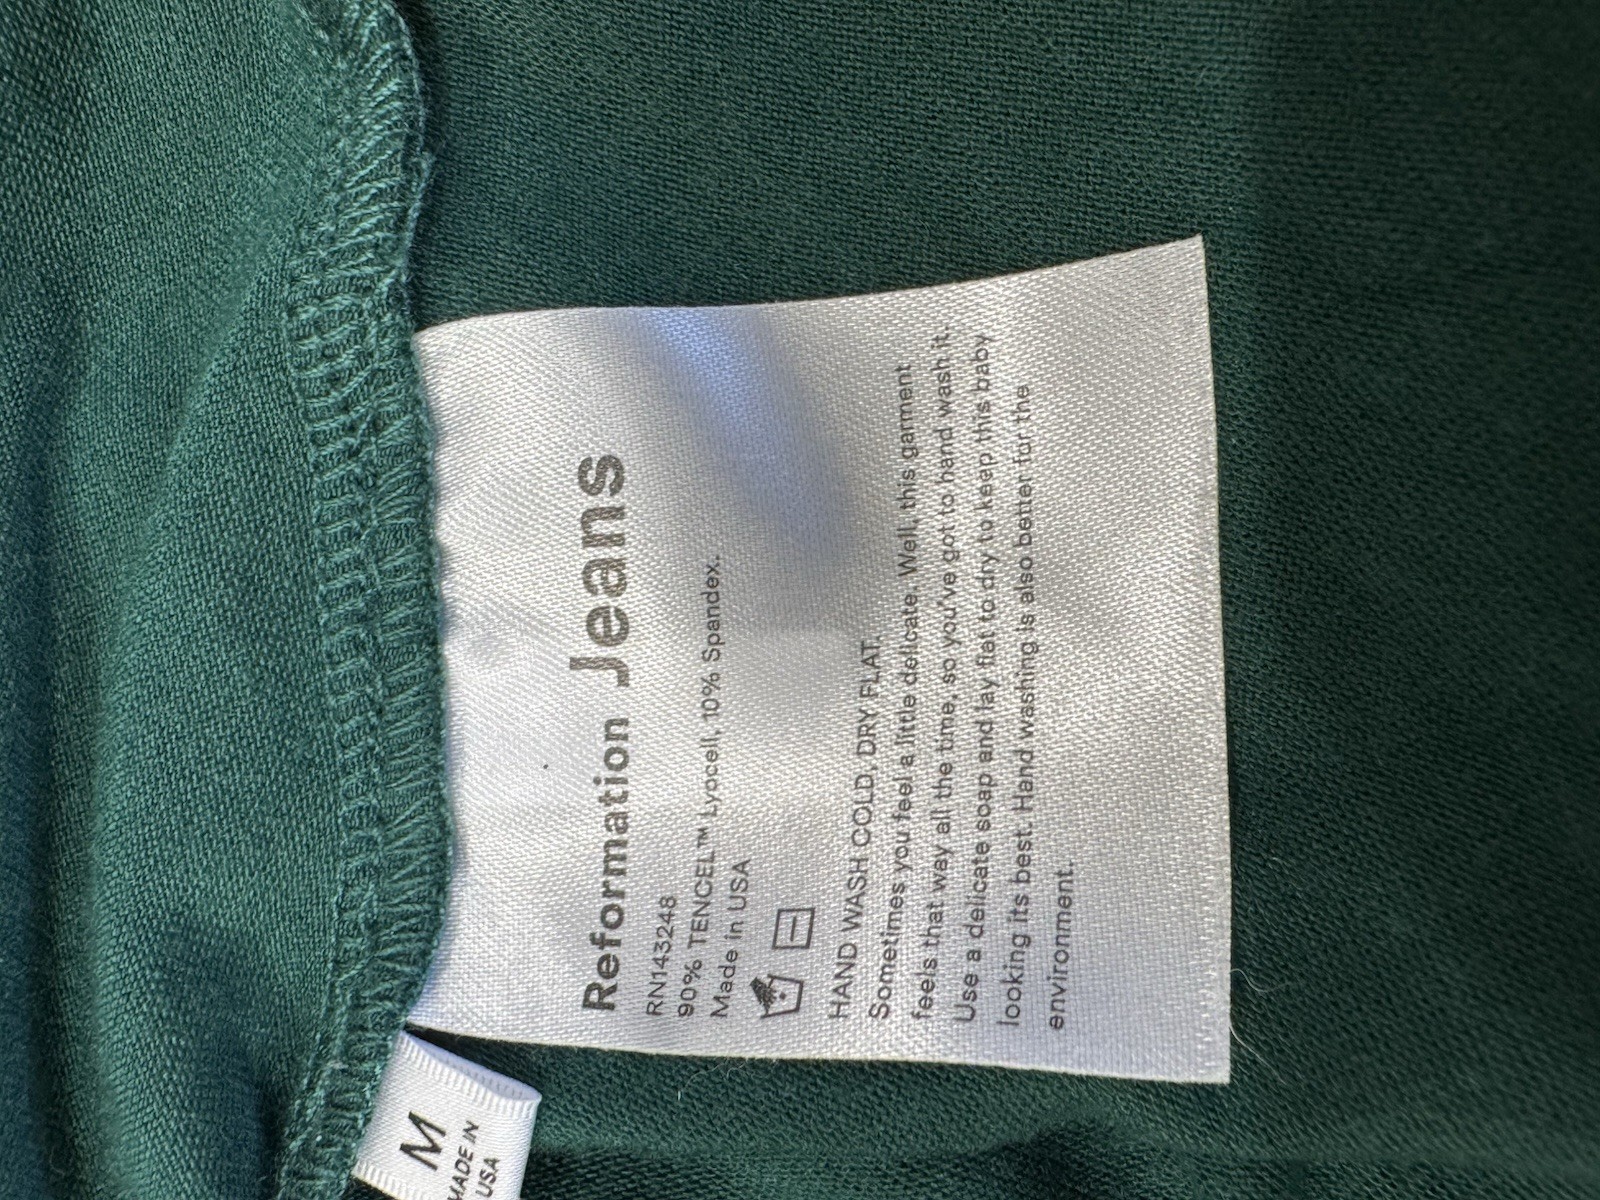 Reformation Jeans
RN143248
90% TENCEL™ Lyocell, 10% Spandex.
Made in USA
HAND WASH COLD, DRY FLAT.
Sometimes you feel a little delicate. Well, this garment
feels that way all the time, so you've got to hand wash it.
Use a delicate soap and lay flat to dry to keep this baby
looking its best. Hand washing is also better for the
environment.
M
MADE IN
USA